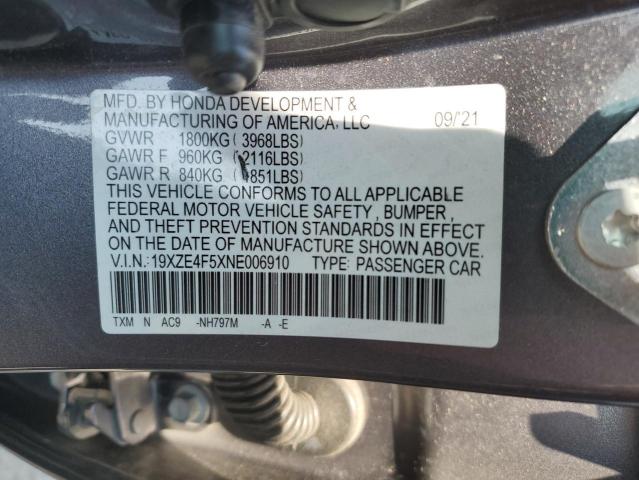 MFD. BY HONDA DEVELOPMENT &
MANUFACTURING OF AMERICA, LLC 09/'21
GVWR 1800KG ( 3968LBS)
GAWR F 960KG ( 2116LBS)
GAWR R 840KG ( 1851LBS)
THIS VEHICLE CONFORMS TO ALL APPLICABLE
FEDERAL MOTOR VEHICLE SAFETY , BUMPER ,
AND THEFT PREVENTION STANDARDS IN EFFECT
ON THE DATE OF MANUFACTURE SHOWN ABOVE.
V.I.N.: 19XZE4F5XNE006910 TYPE: PASSENGER CAR
TXM N AC9 -NH797M -A -E